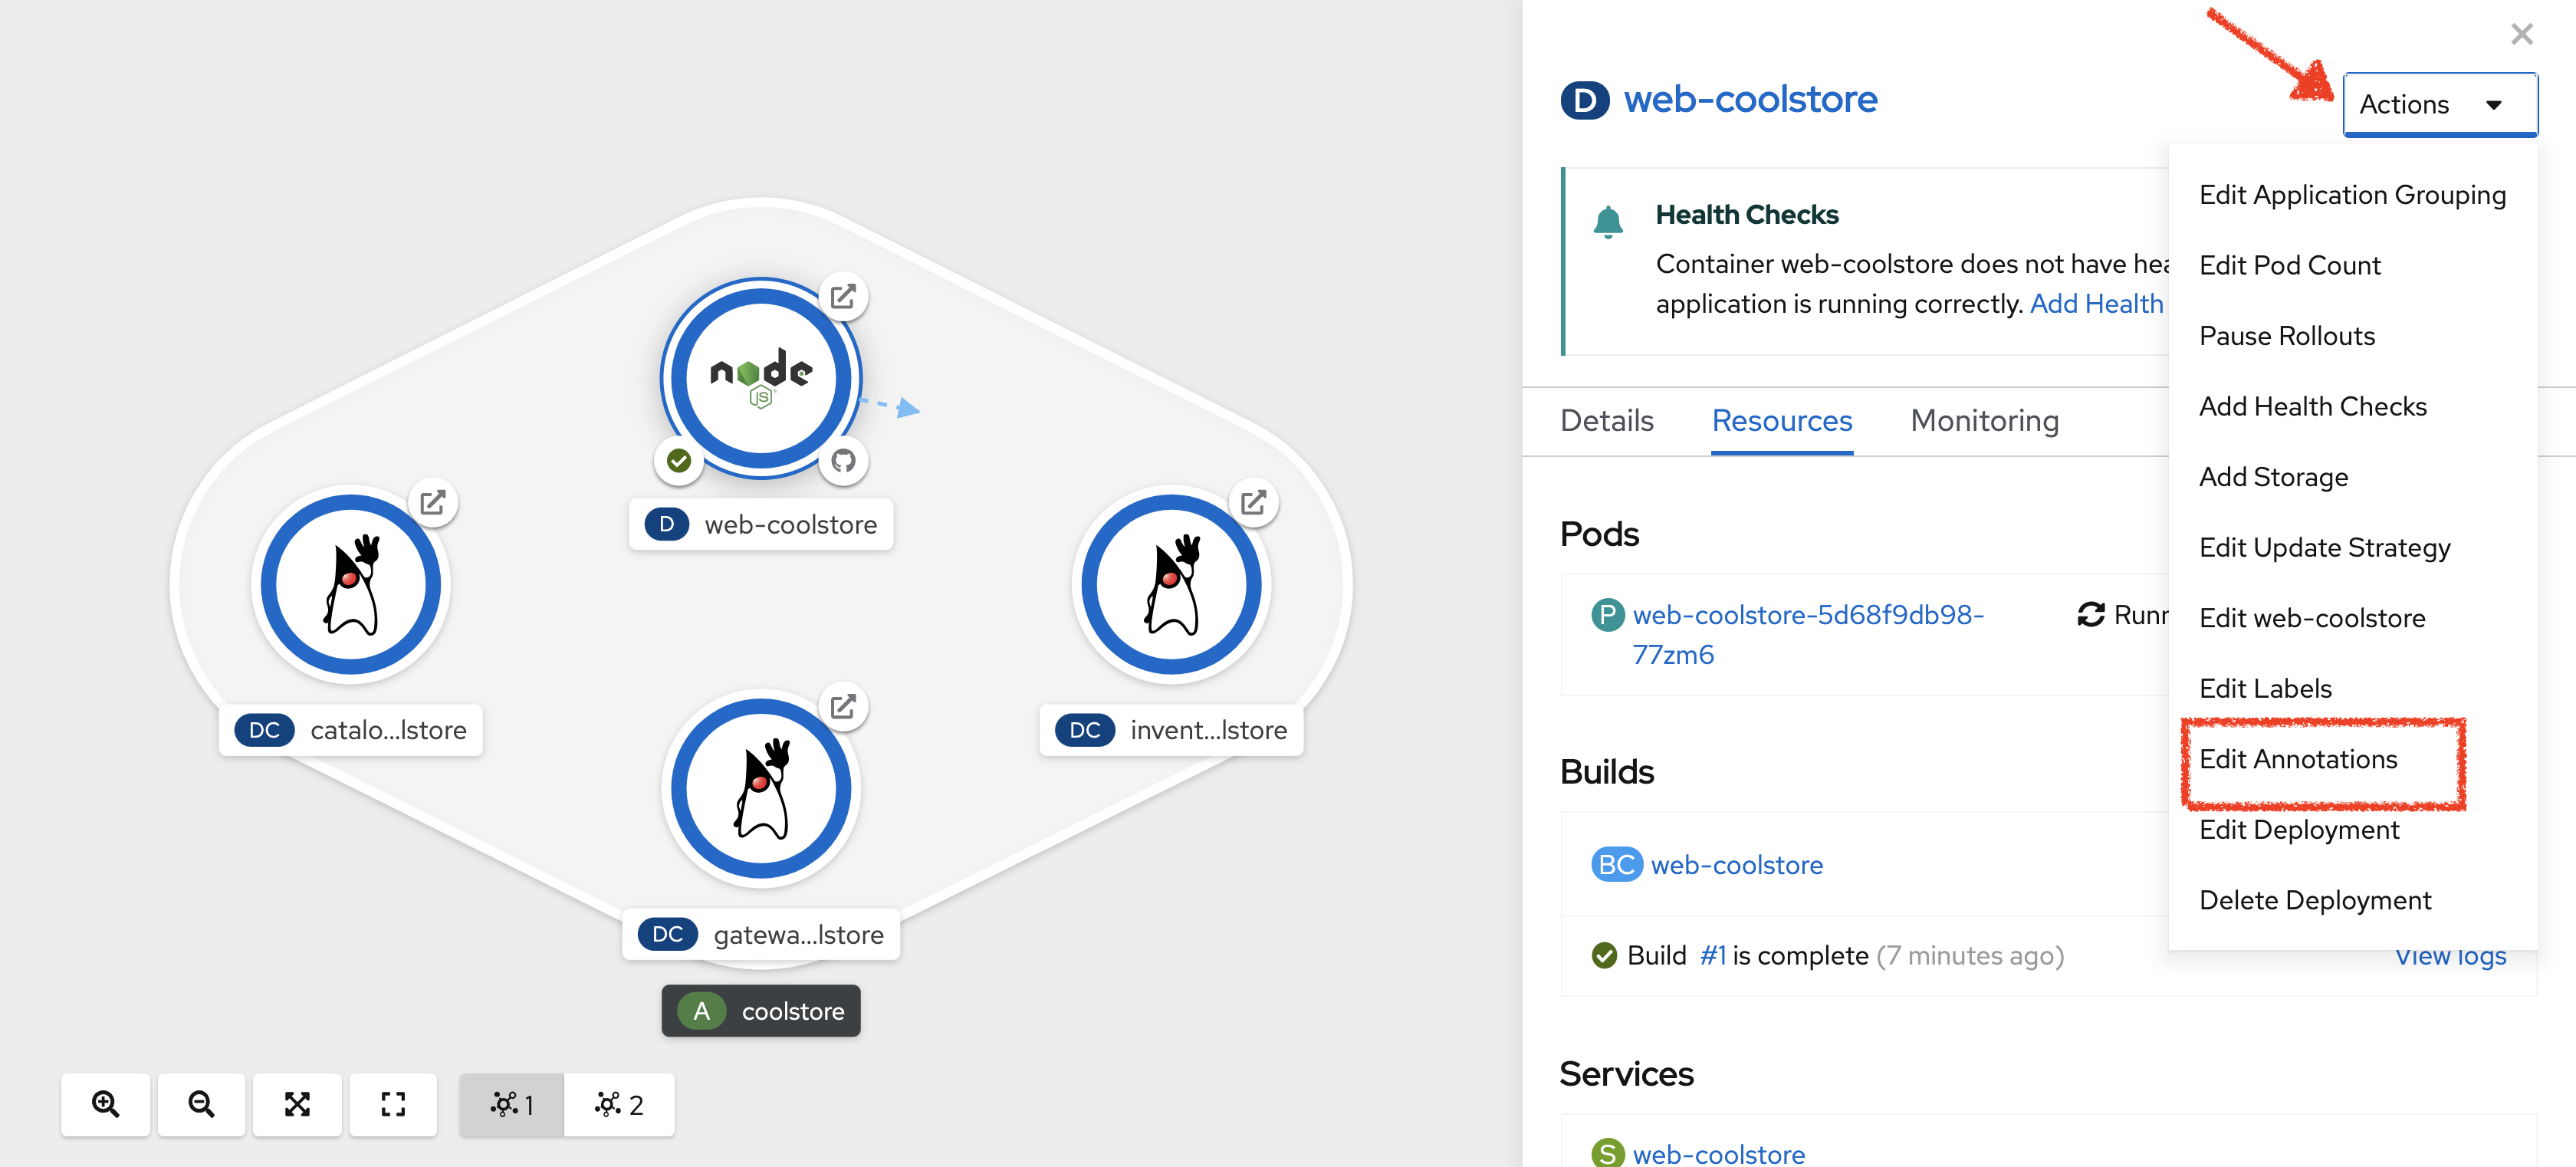 node
JS
D web-coolstore
DC catalo...lstore
DC invent...lstore
DC gatewa...lstore
A coolstore
1
2
D web-coolstore
Actions
Health Checks
Container web-coolstore does not have hea
application is running correctly. Add Health
Details Resources Monitoring
Pods
P web-coolstore-5d68f9db98-
77zm6
Runn
Builds
BC web-coolstore
Build #1 is complete (7 minutes ago)
View logs
Services
S web-coolstore
Edit Application Grouping
Edit Pod Count
Pause Rollouts
Add Health Checks
Add Storage
Edit Update Strategy
Edit web-coolstore
Edit Labels
Edit Annotations
Edit Deployment
Delete Deployment